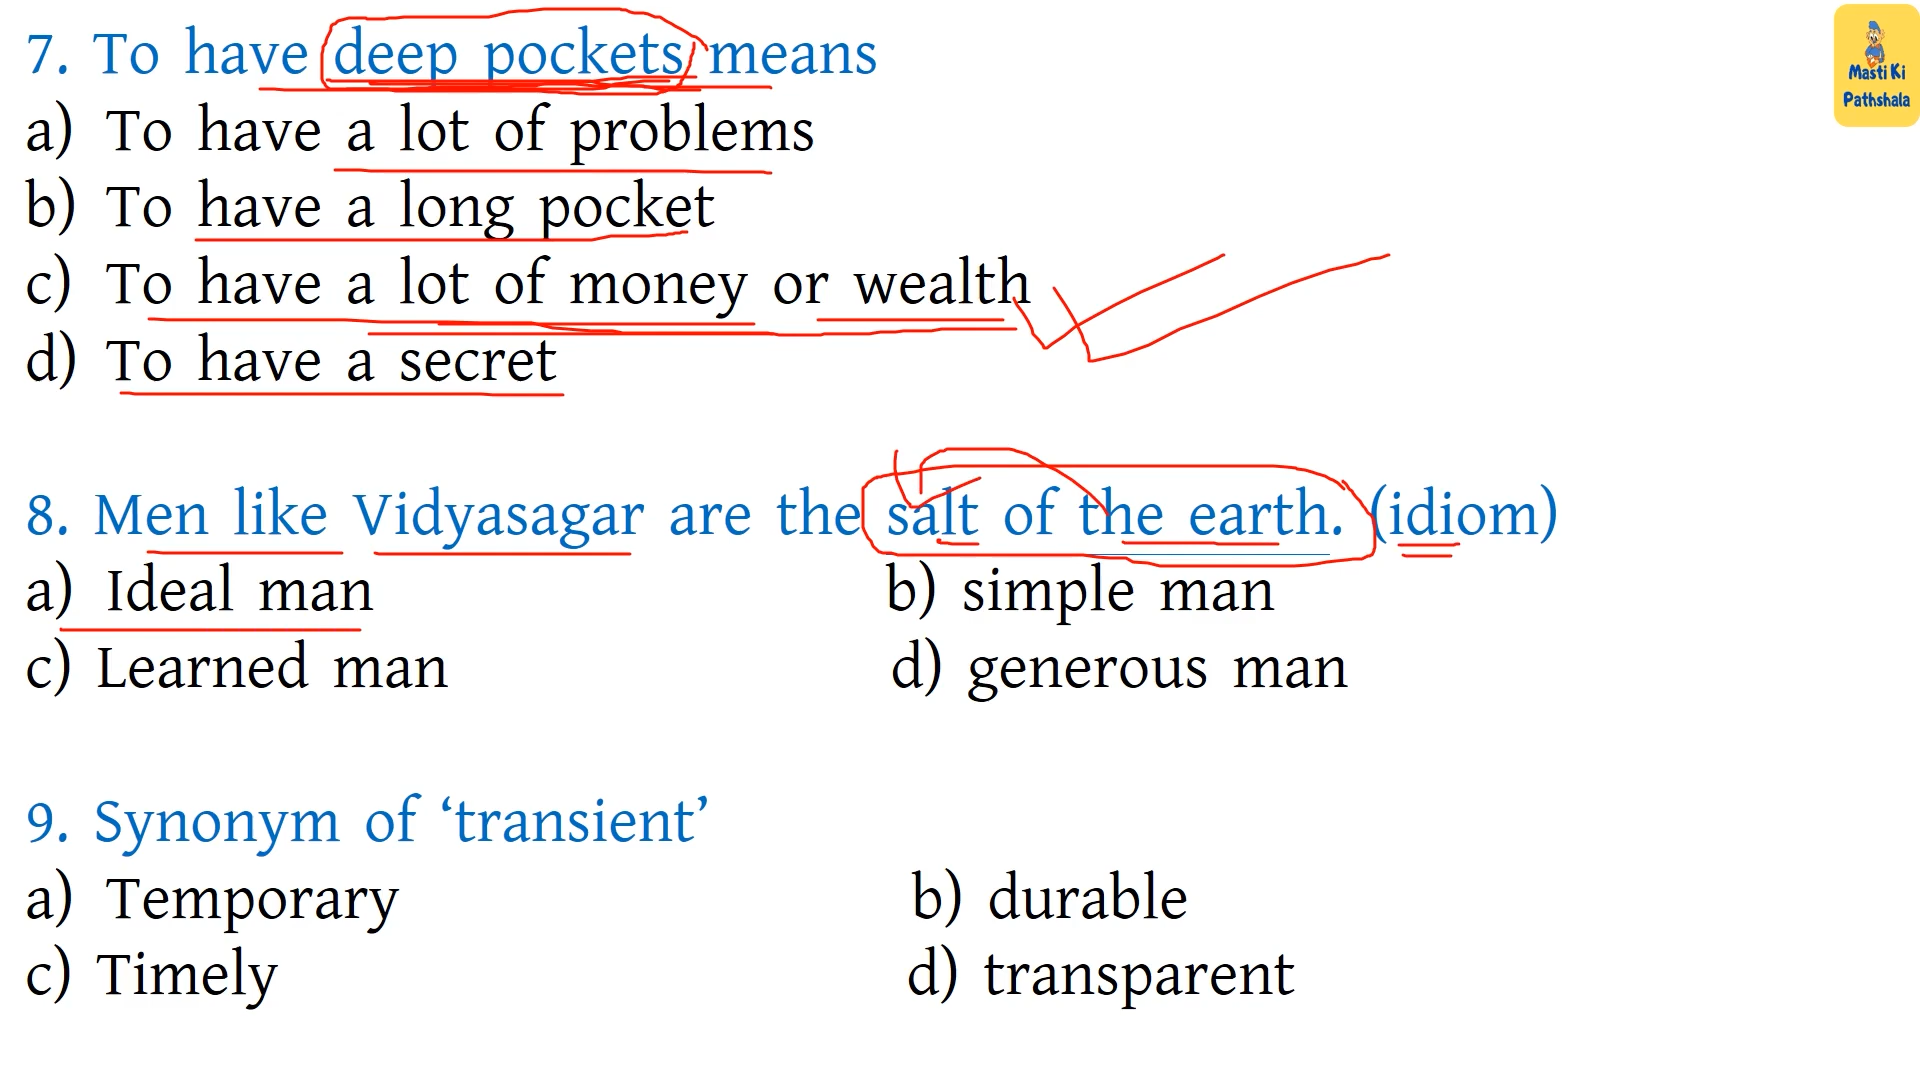 7. To have deep pockets means
a) To have a lot of problems
b) To have a long pocket
c) To have a lot of money or wealth
d) To have a secret
8. Men like Vidyasagar are the salt of the earth. (idiom)
a) Ideal man b) simple man
c) Learned man d) generous man
9. Synonym of ‘transient’
a) Temporary b) durable
c) Timely d) transparent
Masti Ki
Pathshala